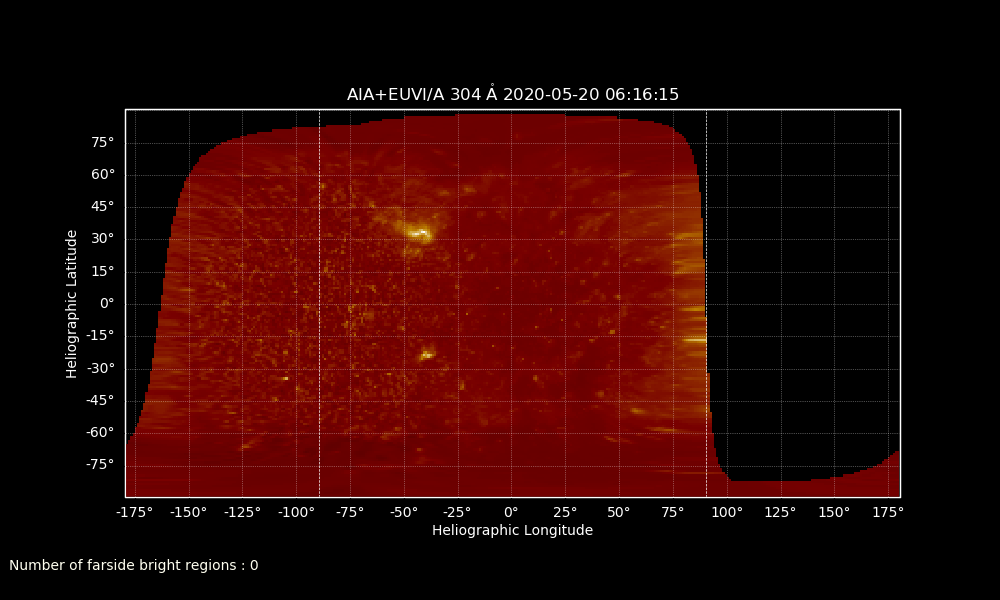 AIA+EUVI/A 304 Å 2020-05-20 06:16:15
75°
60°
45°
30°
15°
0°
-15°
-30°
-45°
-60°
-75°
Heliographic Latitude
-175° -150° -125° -100° -75° -50° -25° 0° 25° 50° 75° 100° 125° 150° 175°
Heliographic Longitude
Number of farside bright regions : 0